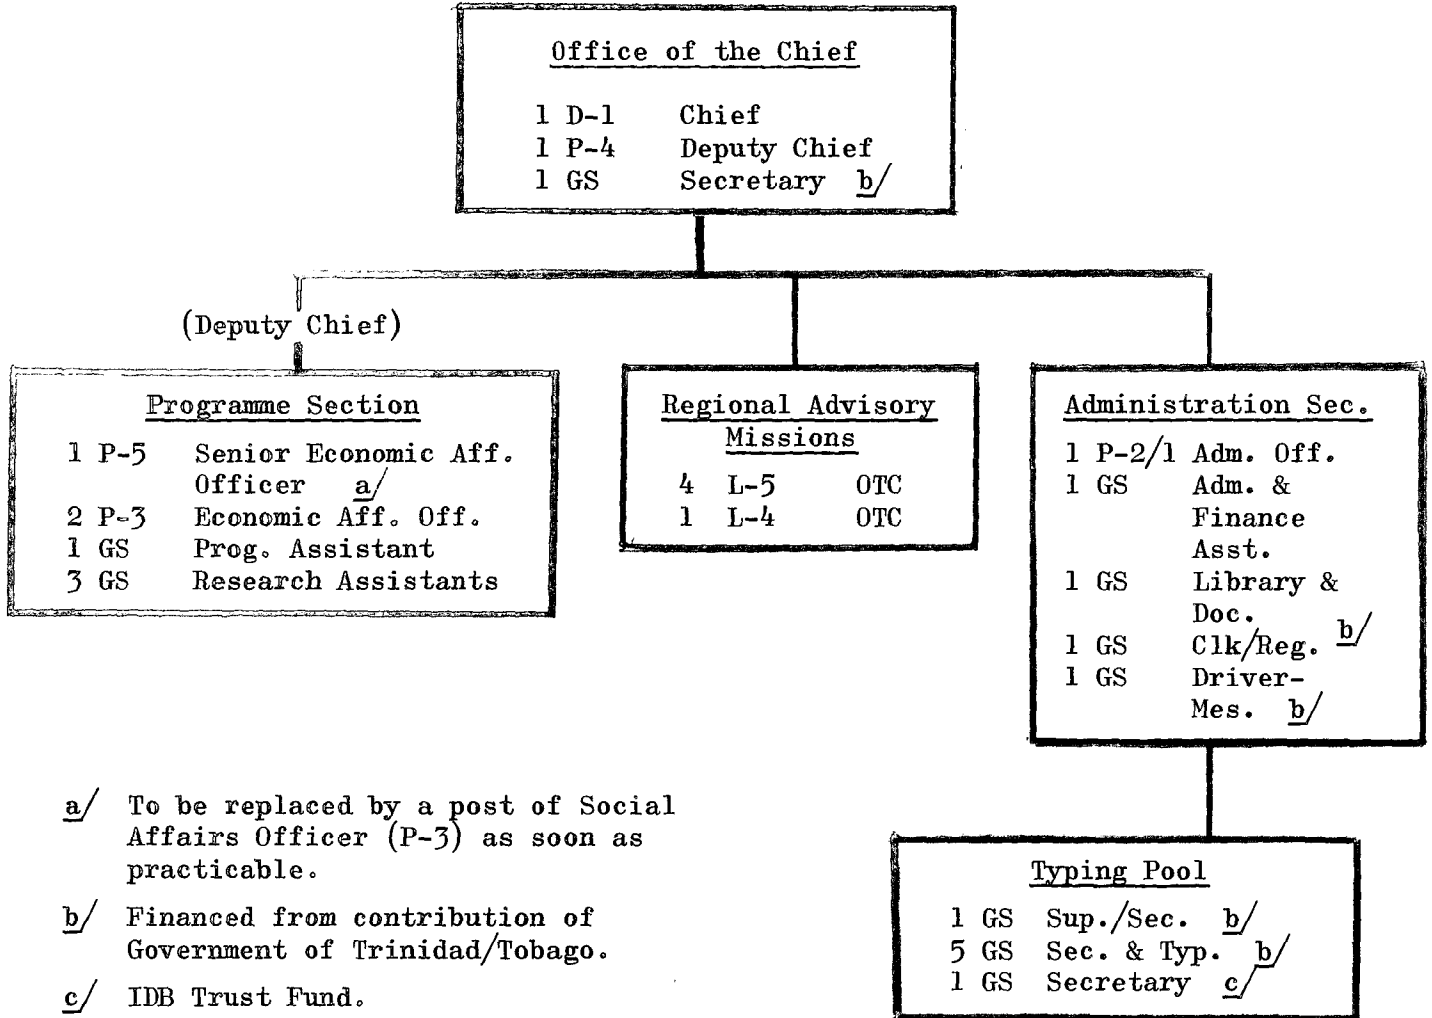 Office of the Chief
1 D-1 Chief
1 P-4 Deputy Chief
1 GS Secretary b/
(Deputy Chief)
Programme Section
1 P-5 Senior Economic Aff.
Officer a/
2 P-3 Economic Aff. Off.
1 GS Prog. Assistant
3 GS Research Assistants
Regional Advisory
Missions
4 L-5 OTC
1 L-4 OTC
Administration Sec.
1 P-2/1 Adm. Off.
1 GS Adm. &
Finance
Asst.
1 GS Library &
Doc.
1 GS Clk/Reg. b/
1 GS Driver-
Mes. b/
Typing Pool
1 GS Sup./Sec. b/
5 GS Sec. & Typ. b/
1 GS Secretary c/
a/ To be replaced by a post of Social
Affairs Officer (P-3) as soon as
practicable.
b/ Financed from contribution of
Government of Trinidad/Tobago.
c/ IDB Trust Fund.